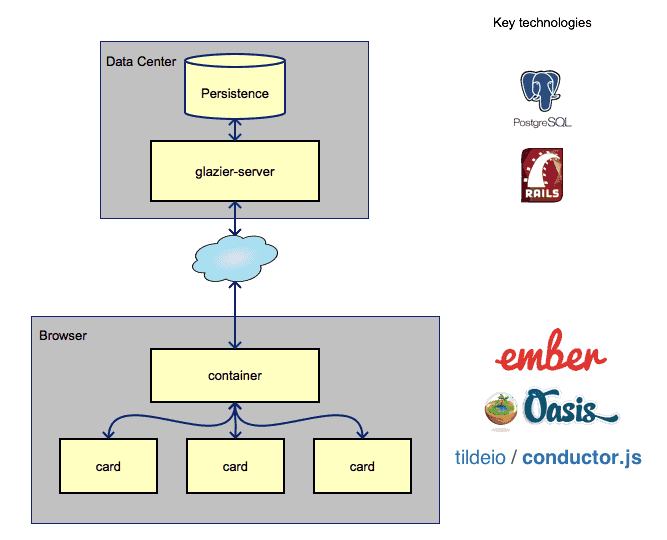 Key technologies
Data Center
Persistence
PostgreSQL
glazier-server
RAILS
Browser
ember
container
Oasis
tildeio / conductor.js
card
card
card